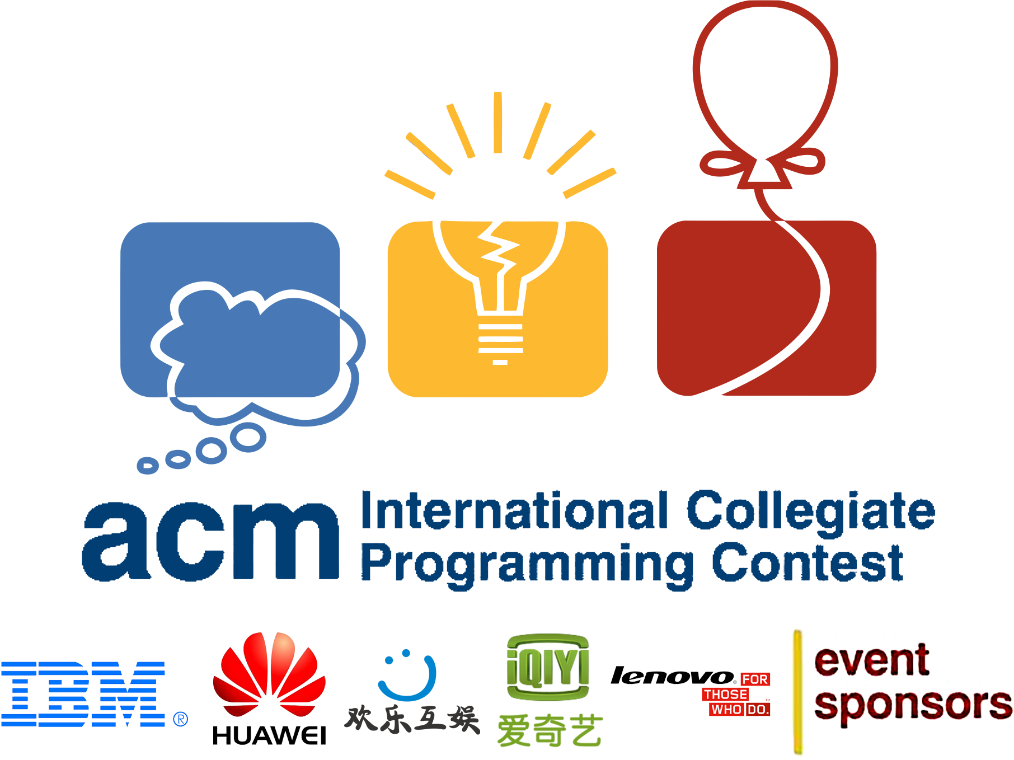 acm
International Collegiate
Programming Contest
IBM®
HUAWEI
欢乐互娱
iQIYI
爱奇艺
lenovo FOR
THOSE
WHO DO.
event
sponsors